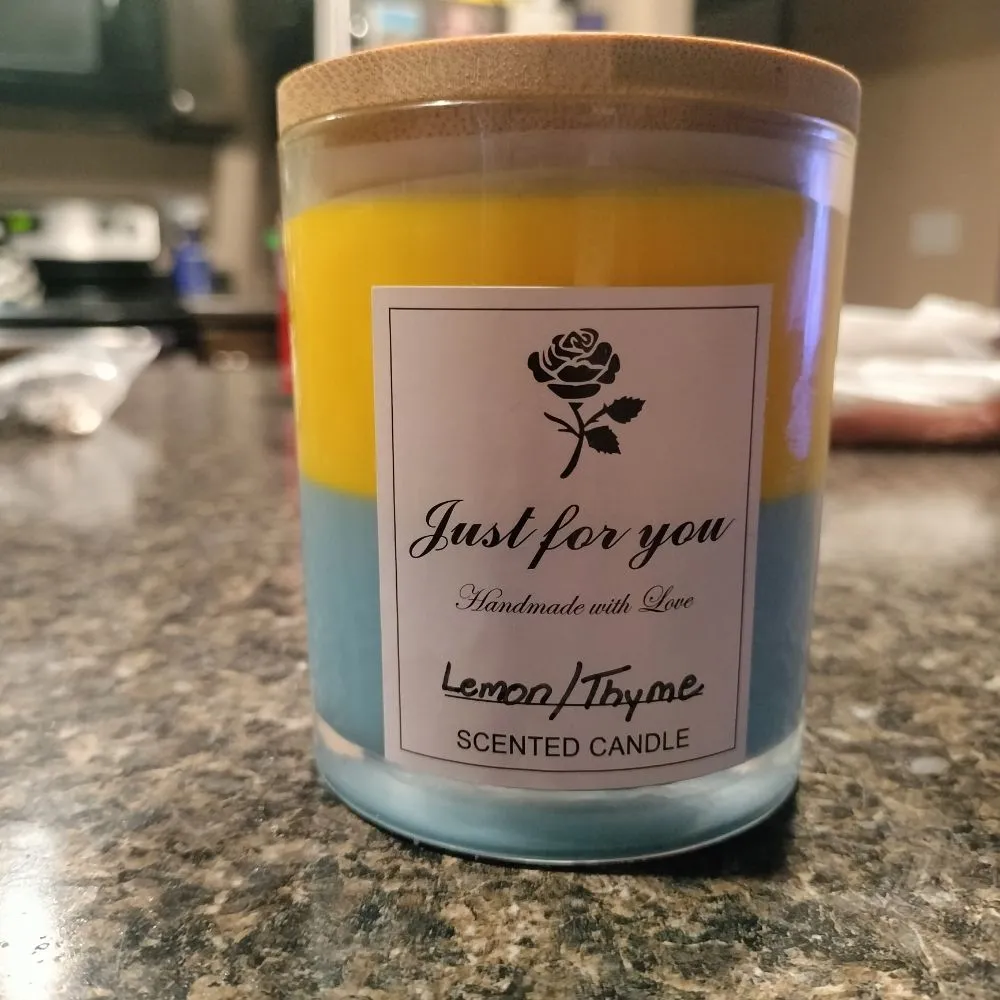 Just for you
Handmade with Love
Lemon/Thyme
SCENTED CANDLE